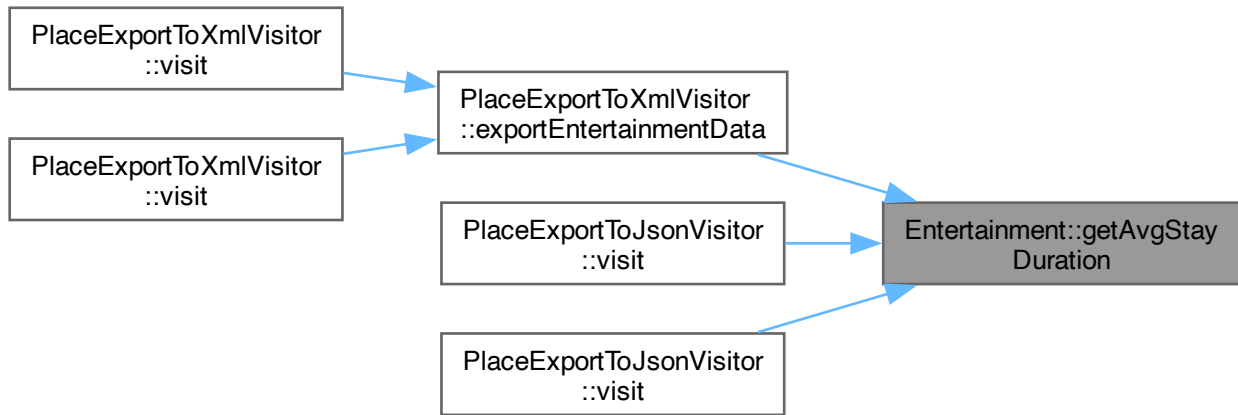 PlaceExportToXmlVisitor
::visit
PlaceExportToXmlVisitor
::visit
PlaceExportToXmlVisitor
::exportEntertainmentData
PlaceExportToJsonVisitor
::visit
PlaceExportToJsonVisitor
::visit
Entertainment::getAvgStay
Duration